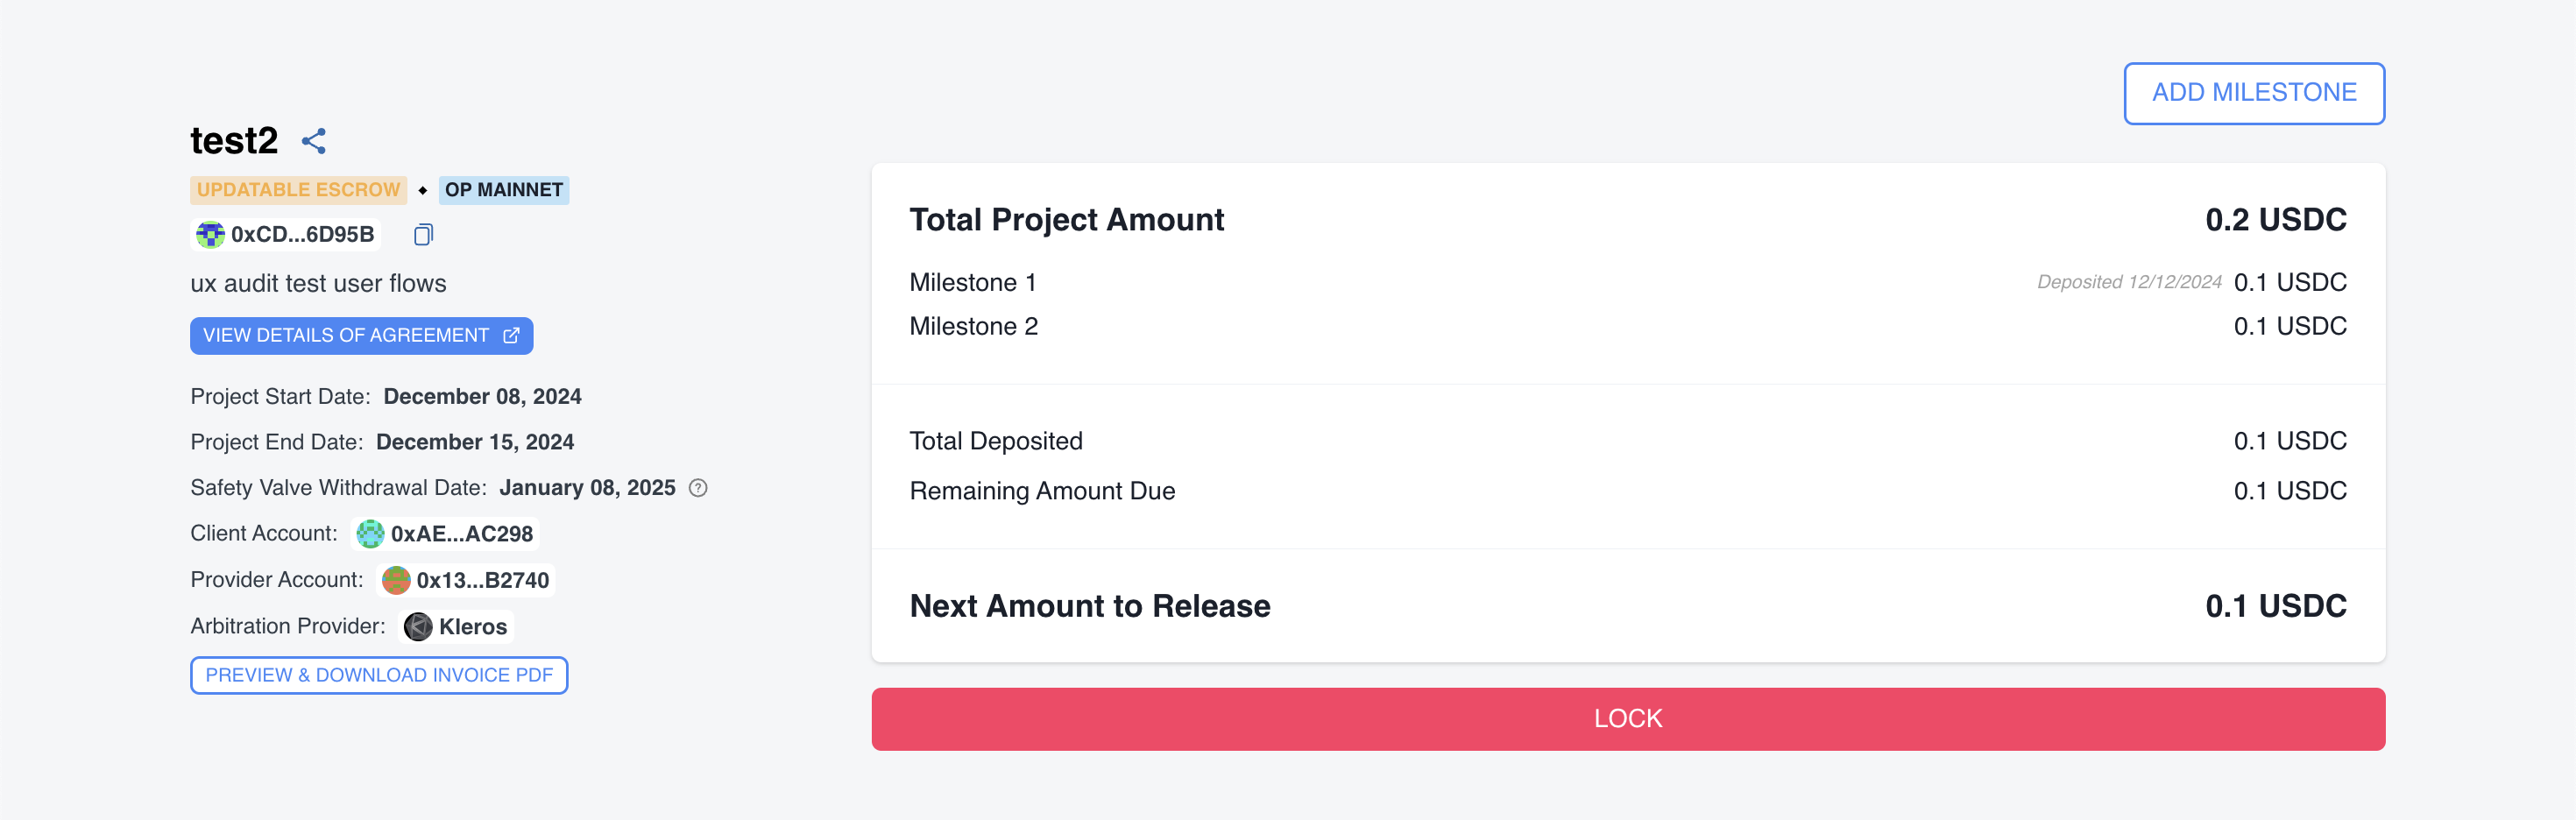 ADD MILESTONE
test2
UPDATABLE ESCROW ◆ OP MAINNET
0xCD...6D95B
ux audit test user flows
VIEW DETAILS OF AGREEMENT
Project Start Date: December 08, 2024
Project End Date: December 15, 2024
Safety Valve Withdrawal Date: January 08, 2025 ?
Client Account: 0xAE...AC298
Provider Account: 0x13...B2740
Arbitration Provider: Kleros
PREVIEW & DOWNLOAD INVOICE PDF
Total Project Amount 0.2 USDC
Milestone 1 Deposited 12/12/2024 0.1 USDC
Milestone 2 0.1 USDC
Total Deposited 0.1 USDC
Remaining Amount Due 0.1 USDC
Next Amount to Release 0.1 USDC
LOCK